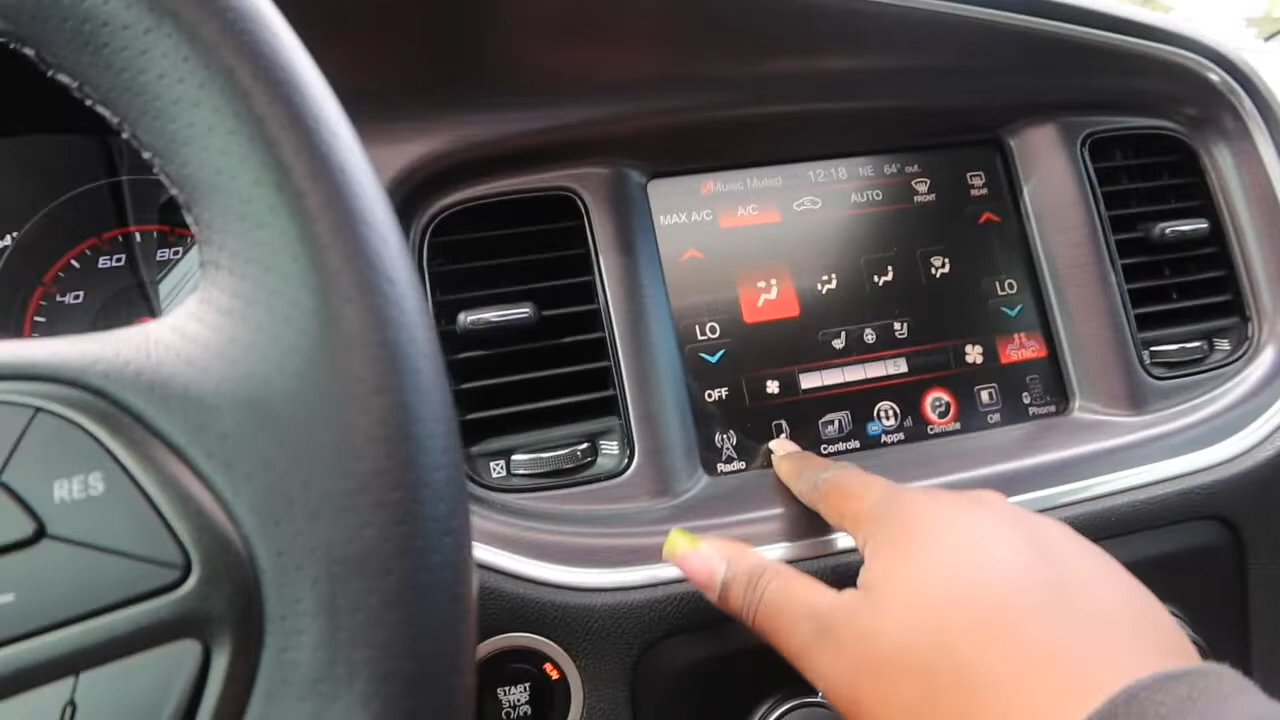 Music Muted 12:18 NE 64° out.
MAX A/C A/C AUTO FRONT REAR
LO LO
OFF 5 SYNC
Radio Controls Apps Climate Off Phone
40 60 80
RES
START
STOP
RUN